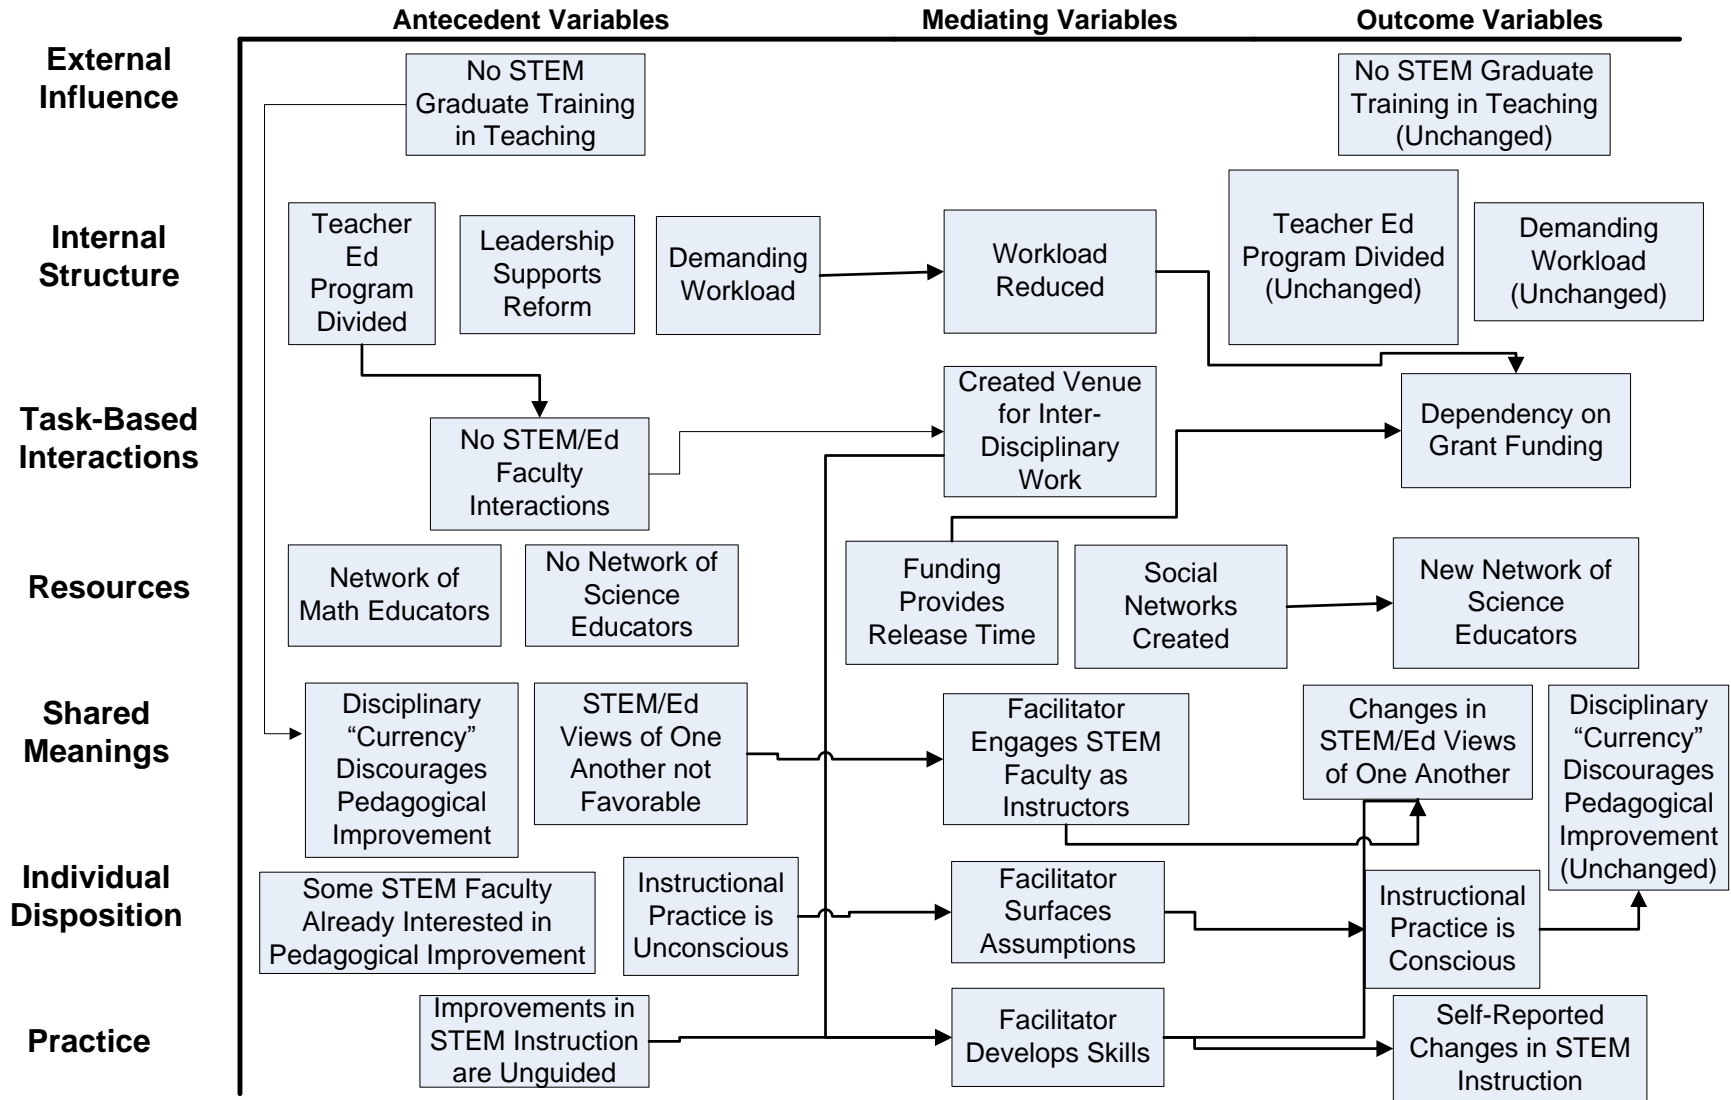 Antecedent Variables
Mediating Variables
Outcome Variables
External
Influence
No STEM
Graduate Training
in Teaching
No STEM Graduate
Training in Teaching
(Unchanged)
Internal
Structure
Teacher
Ed
Program
Divided
Leadership
Supports
Reform
Demanding
Workload
Workload
Reduced
Teacher Ed
Program Divided
(Unchanged)
Demanding
Workload
(Unchanged)
Task-Based
Interactions
No STEM/Ed
Faculty
Interactions
Created Venue
for Inter-
Disciplinary
Work
Dependency on
Grant Funding
Resources
Network of
Math Educators
No Network of
Science
Educators
Funding
Provides
Release Time
Social
Networks
Created
New Network of
Science
Educators
Shared
Meanings
Disciplinary
“Currency”
Discourages
Pedagogical
Improvement
STEM/Ed
Views of One
Another not
Favorable
Facilitator
Engages STEM
Faculty as
Instructors
Changes in
STEM/Ed Views
of One Another
Disciplinary
“Currency”
Discourages
Pedagogical
Improvement
(Unchanged)
Individual
Disposition
Some STEM Faculty
Already Interested in
Pedagogical Improvement
Instructional
Practice is
Unconscious
Facilitator
Surfaces
Assumptions
Instructional
Practice is
Conscious
Practice
Improvements in
STEM Instruction
are Unguided
Facilitator
Develops Skills
Self-Reported
Changes in STEM
Instruction